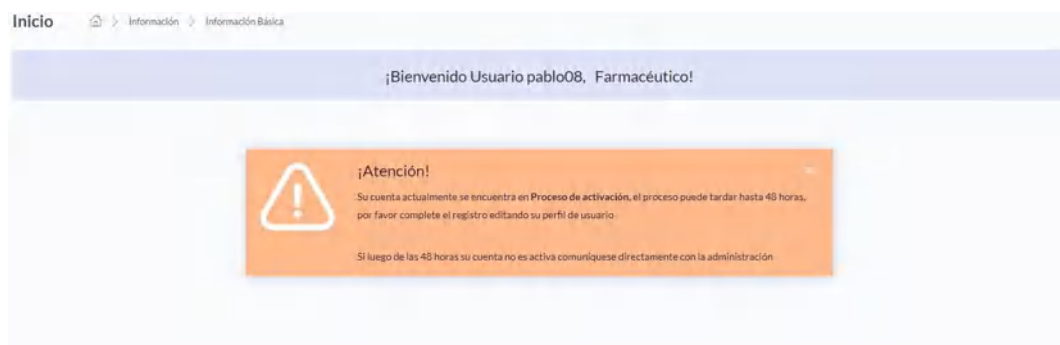 Inicio > Información > Información Básica
¡Bienvenido Usuario pablo08, Farmacéutico!
¡Atención!
Su cuenta actualmente se encuentra en Proceso de activación, el proceso puede tardar hasta 48 horas,
por favor complete el registro editando su perfil de usuario
Si luego de las 48 horas su cuenta no es activa comuníquese directamente con la administración